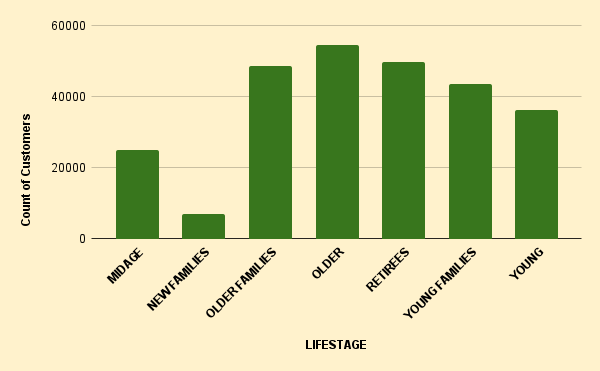 60000
40000
20000
0
Count of Customers
MIDAGE
NEW FAMILIES
OLDER FAMILIES
OLDER
RETIREES
YOUNG FAMILIES
YOUNG
LIFESTAGE